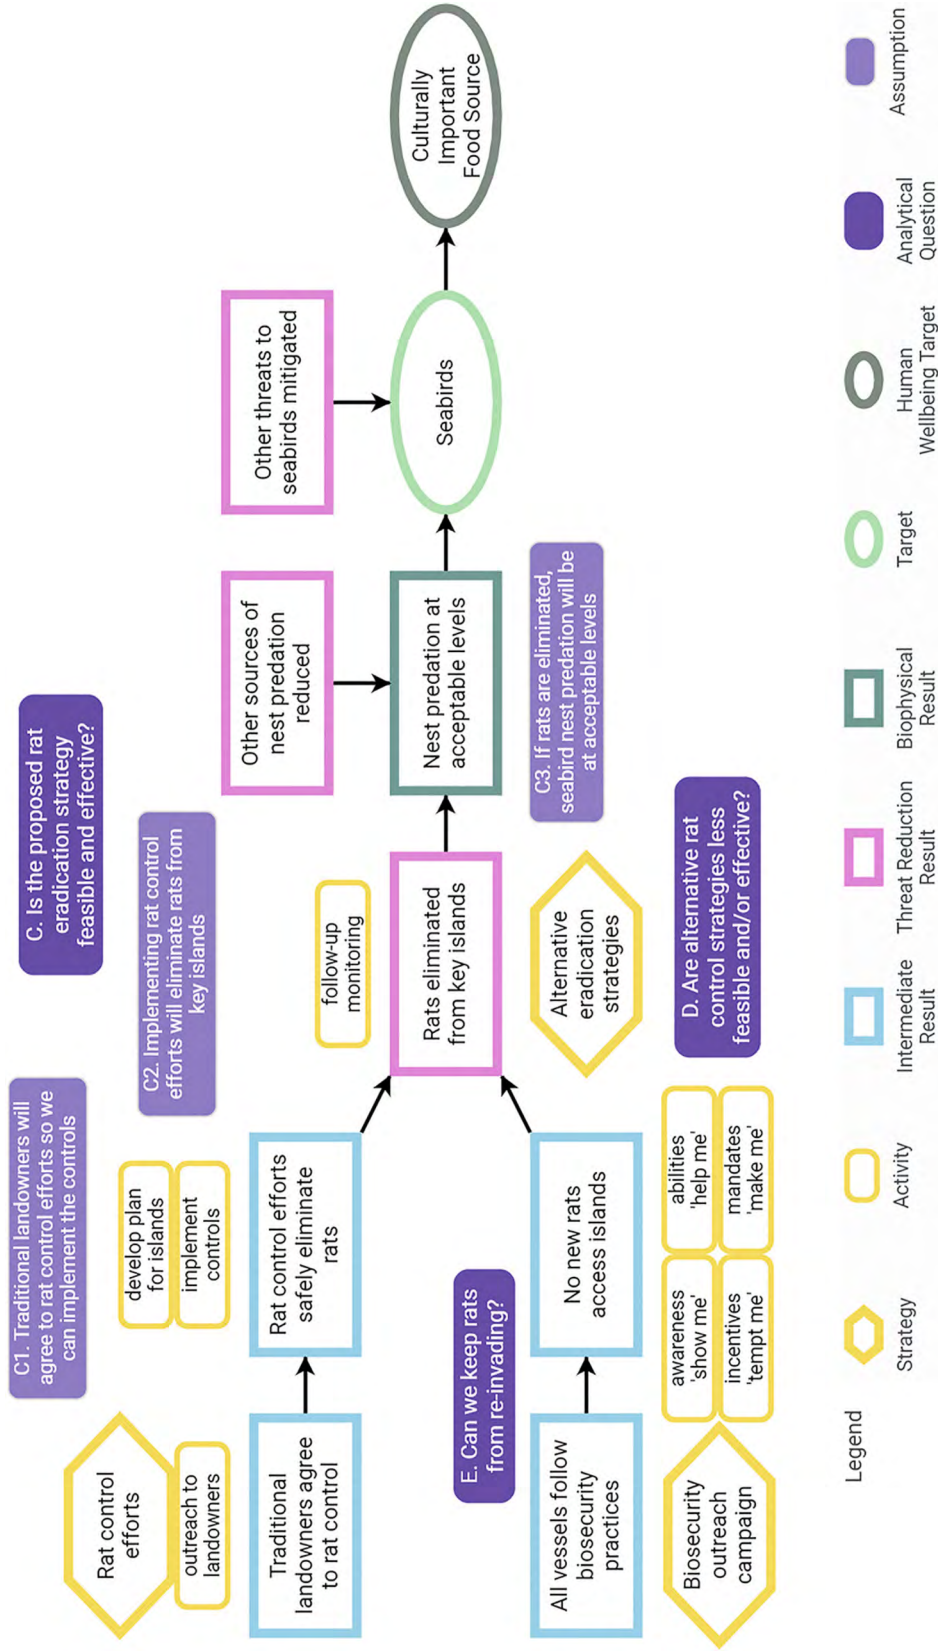 C1. Traditional landowners will
agree to rat control efforts so we
can implement the controls
C. Is the proposed rat
eradication strategy
feasible and effective?
C2. Implementing rat control
efforts will eliminate rats from
key islands
Rat control
efforts
outreach to
landowners
develop plan
for islands
implement
controls
Traditional
landowners agree
to rat control
Rat control efforts
safely eliminate
rats
follow-up
monitoring
Other sources of
nest predation
reduced
Other threats to
seabirds mitigated
Rats eliminated
from key islands
Nest predation at
acceptable levels
Seabirds
Culturally
Important
Food Source
E. Can we keep rats
from re-invading?
All vessels follow
biosecurity
practices
No new rats
access islands
Alternative
eradication
strategies
C3. If rats are eliminated,
seabird nest predation will be
at acceptable levels
Biosecurity
outreach
campaign
awareness
'show me'
abilities
'help me'
incentives
'tempt me'
mandates
'make me'
D. Are alternative rat
control strategies less
feasible and/or effective?
Legend
Strategy
Activity
Intermediate
Result
Threat Reduction
Result
Biophysical
Result
Target
Human
Wellbeing Target
Analytical
Question
Assumption